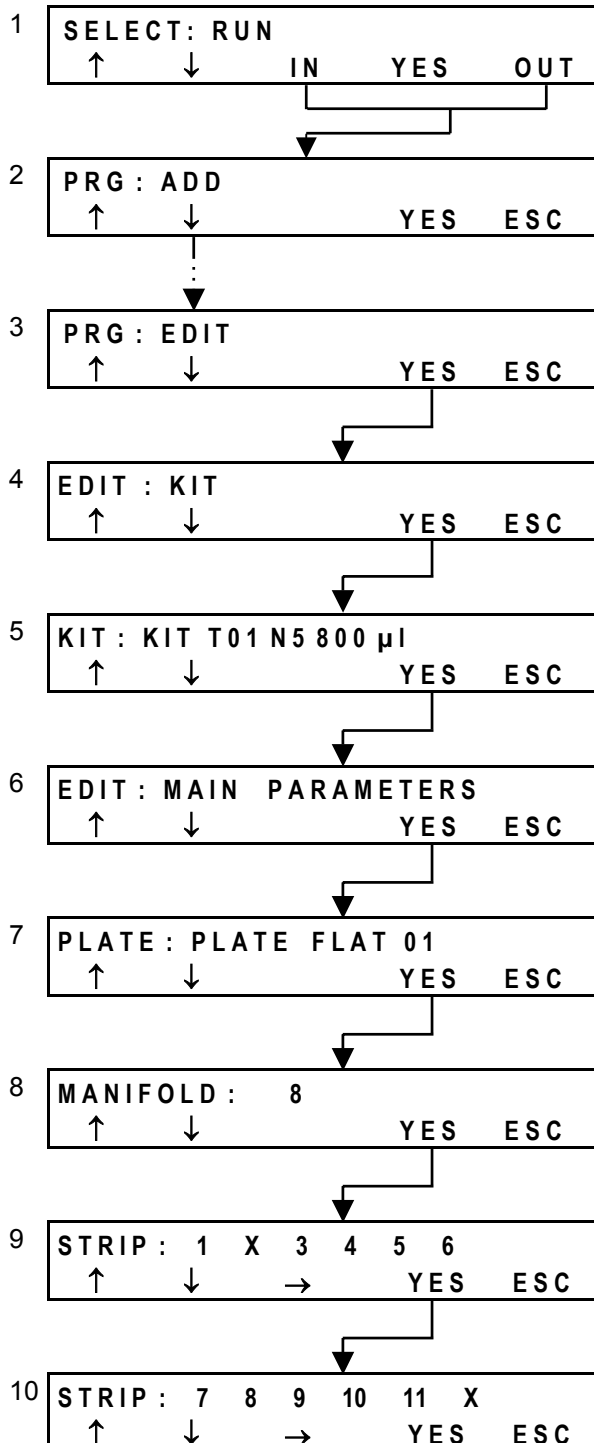 1 SELECT: RUN
↑ ↓ IN YES OUT
2 PRG: ADD
↑ ↓ YES ESC
3 PRG: EDIT
↑ ↓ YES ESC
4 EDIT: KIT
↑ ↓ YES ESC
5 KIT: KIT T01 N5 800 µl
↑ ↓ YES ESC
6 EDIT: MAIN PARAMETERS
↑ ↓ YES ESC
7 PLATE: PLATE FLAT 01
↑ ↓ YES ESC
8 MANIFOLD: 8
↑ ↓ YES ESC
9 STRIP: 1 X 3 4 5 6
↑ ↓ → YES ESC
10 STRIP: 7 8 9 10 11 X
↑ ↓ → YES ESC